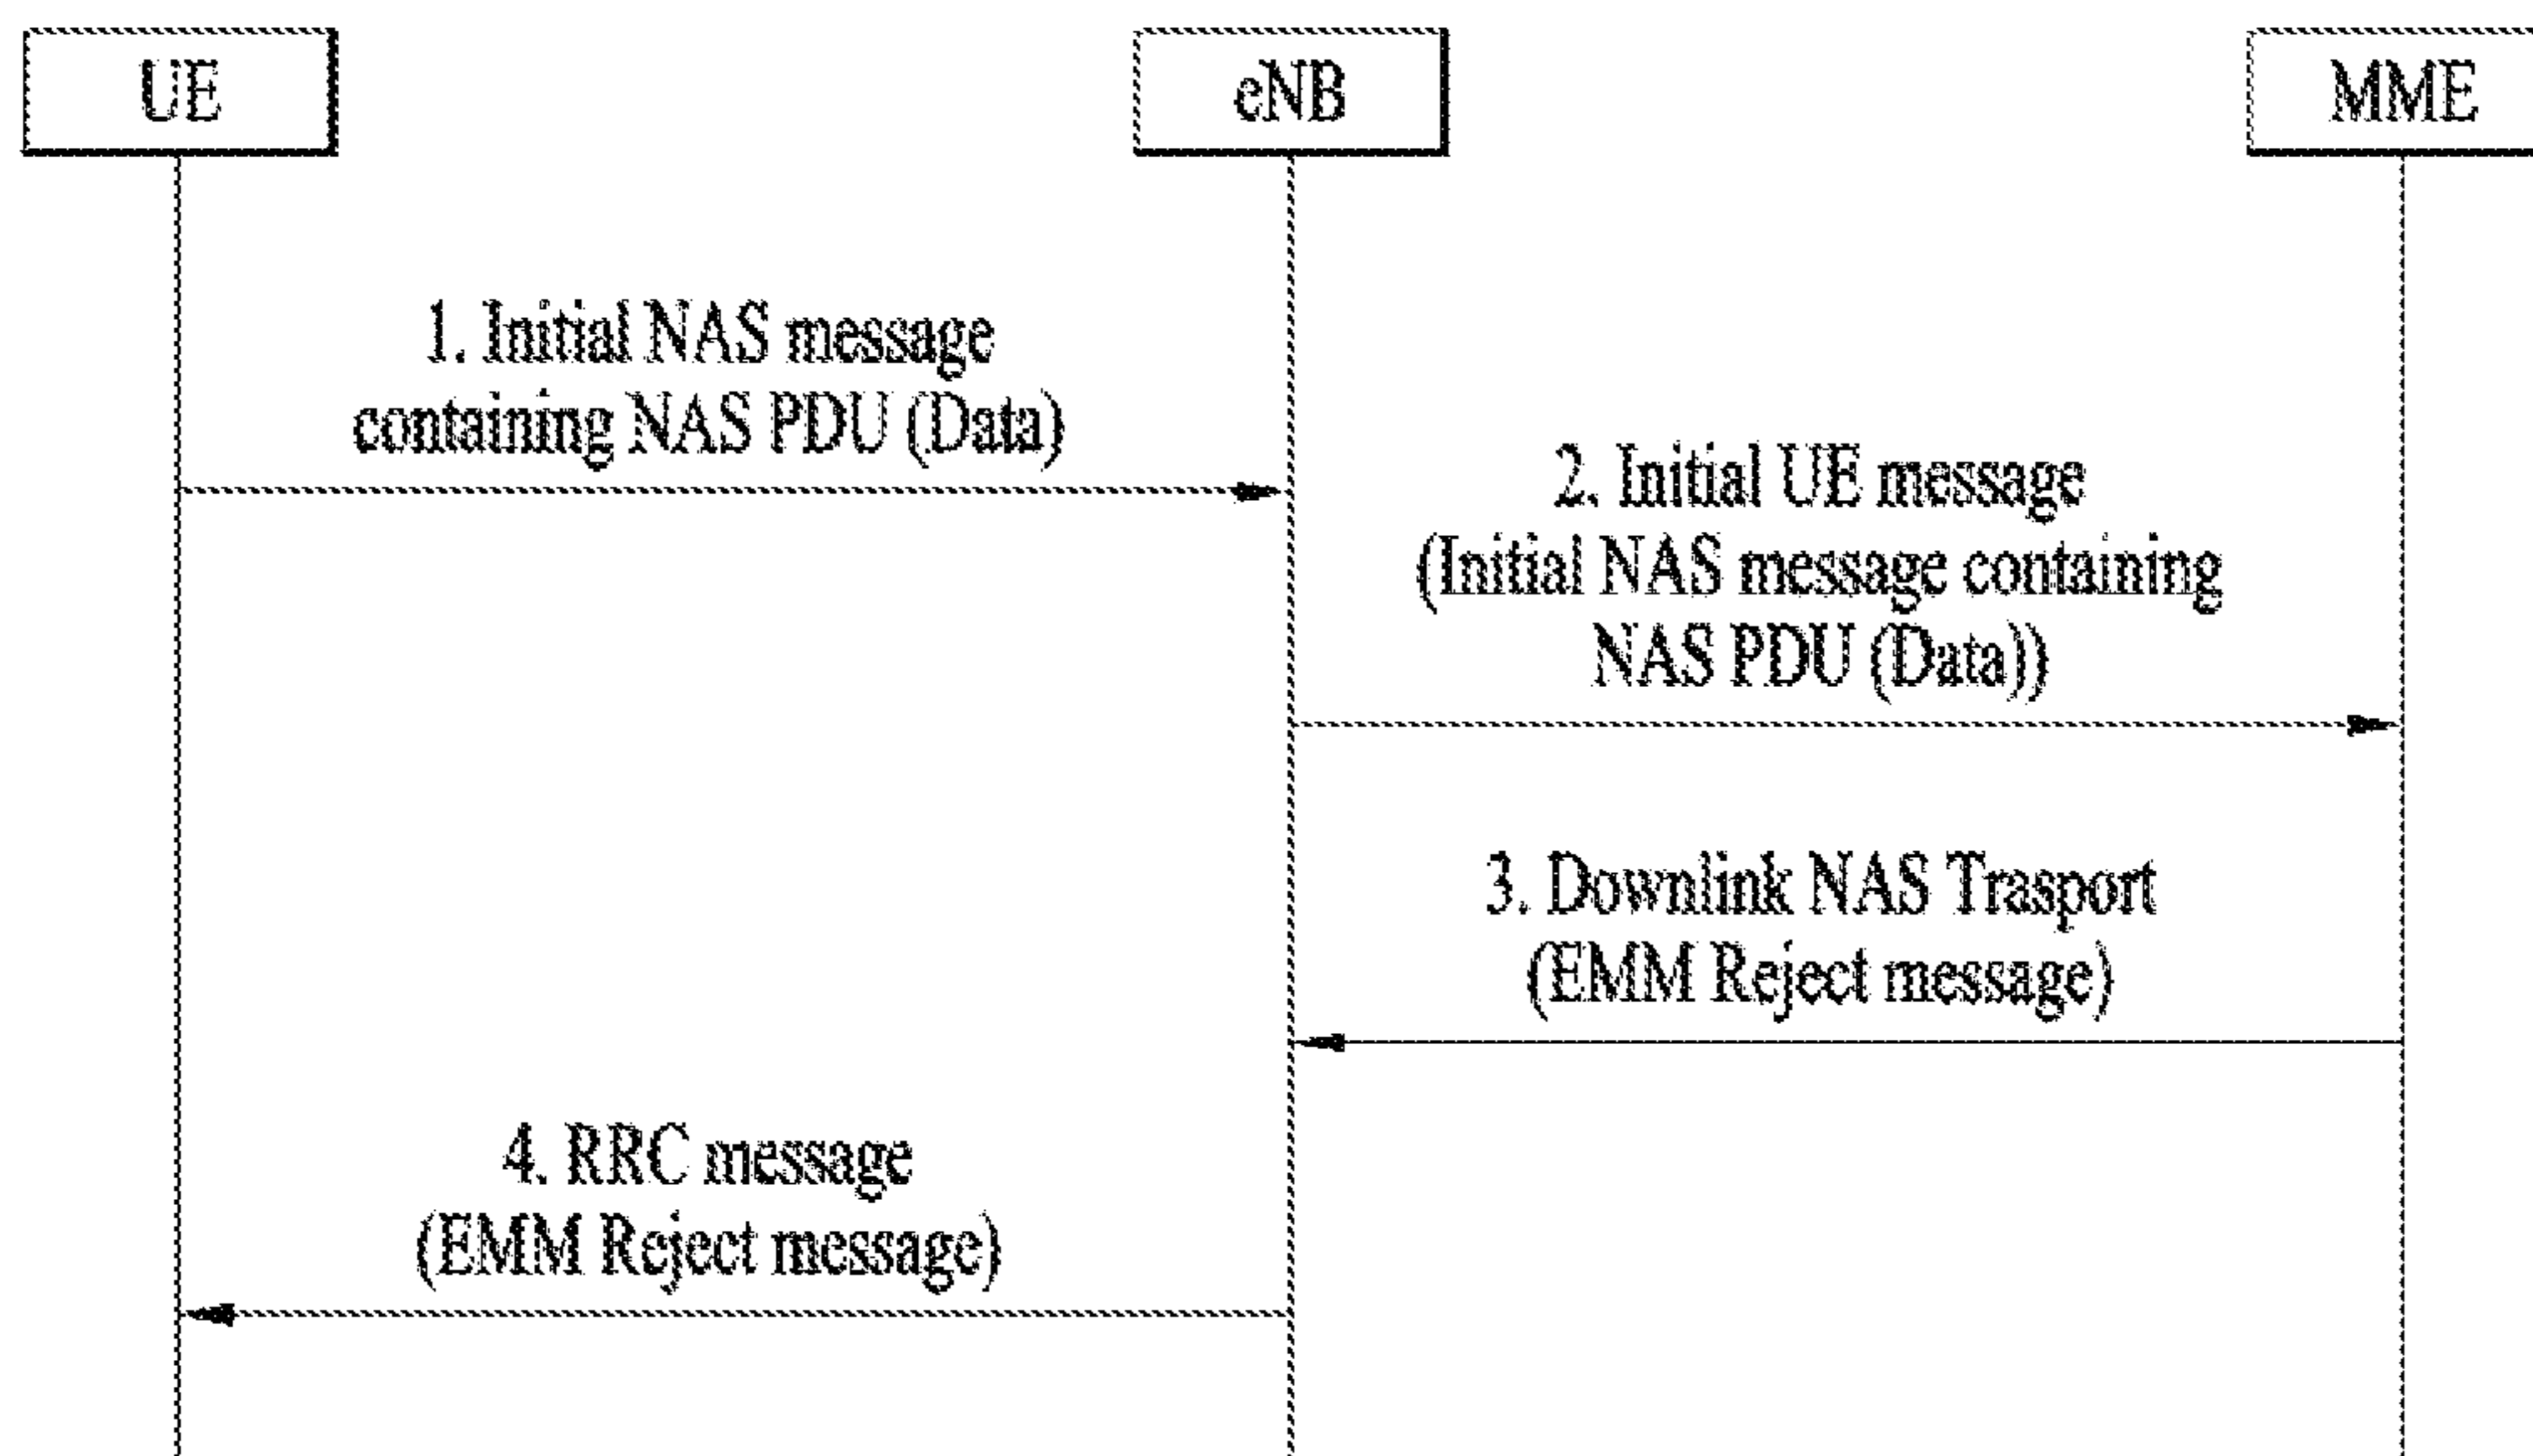 UE
eNB
MME
1. Initial NAS message
containing NAS PDU (Data)
2. Initial UE message
(Initial NAS message containing
NAS PDU (Data))
3. Downlink NAS Trasport
(EMM Reject message)
4. RRC message
(EMM Reject message)